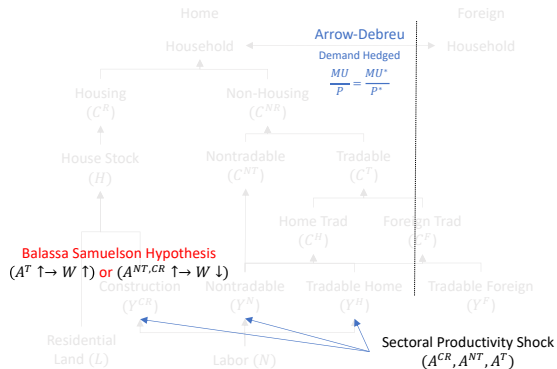 Home
Foreign
Arrow-Debreu
Household
Household
Demand Hedged
MU/P = MU*/P*
Housing
(C^R)
Non-Housing
(C^{NR})
House Stock
(H)
Nontradable
(C^{NT})
Tradable
(C^T)
Home Trad
(C^H)
Foreign Trad
(C^F)
Balassa Samuelson Hypothesis
(A^T ↑→ W ↑) or (A^{NT,CR} ↑→ W ↓)
Construction
(Y^{CR})
Nontradable
(Y^N)
Tradable Home
(Y^H)
Tradable Foreign
(Y^F)
Residential
Land (L)
Labor (N)
Sectoral Productivity Shock
(A^{CR}, A^{NT}, A^T)